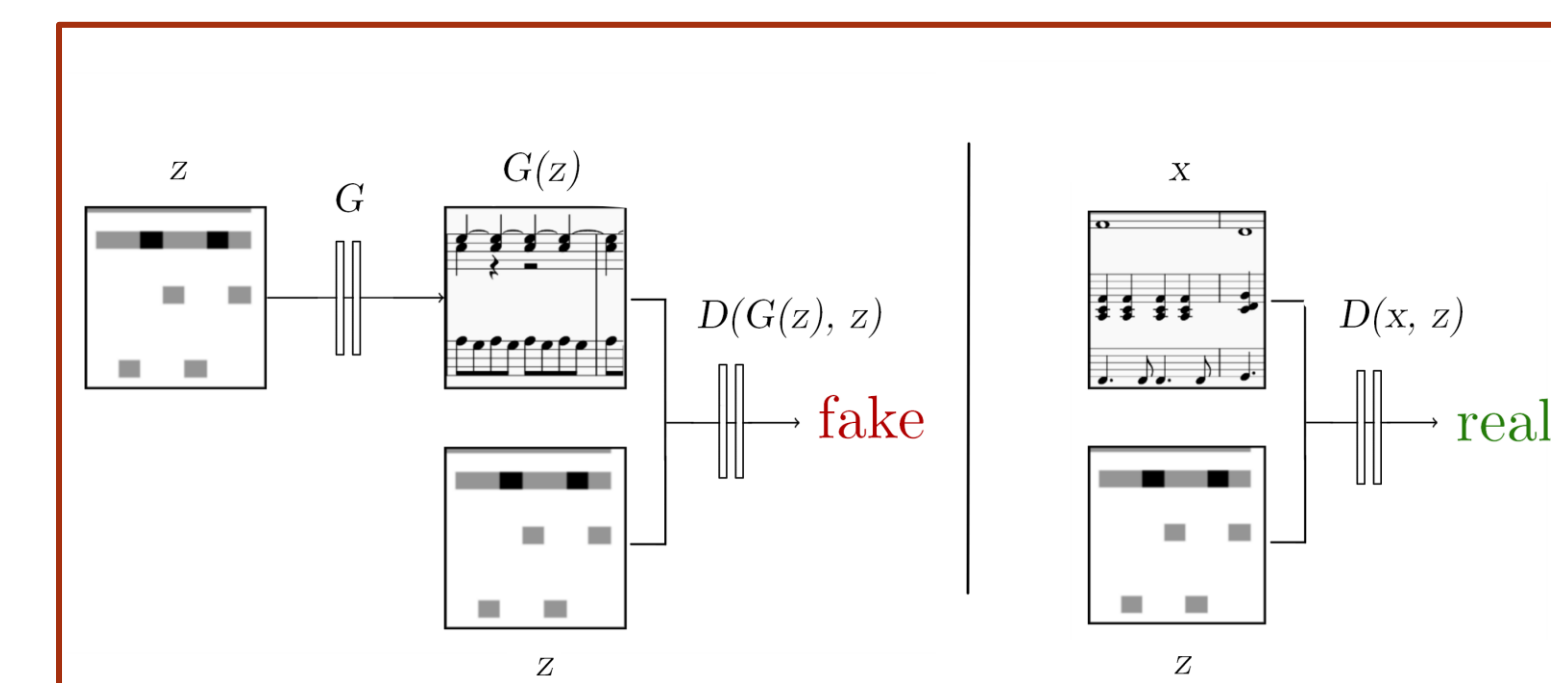 z
G
G(z)
D(G(z), z)
fake
z
x
D(x, z)
real
z